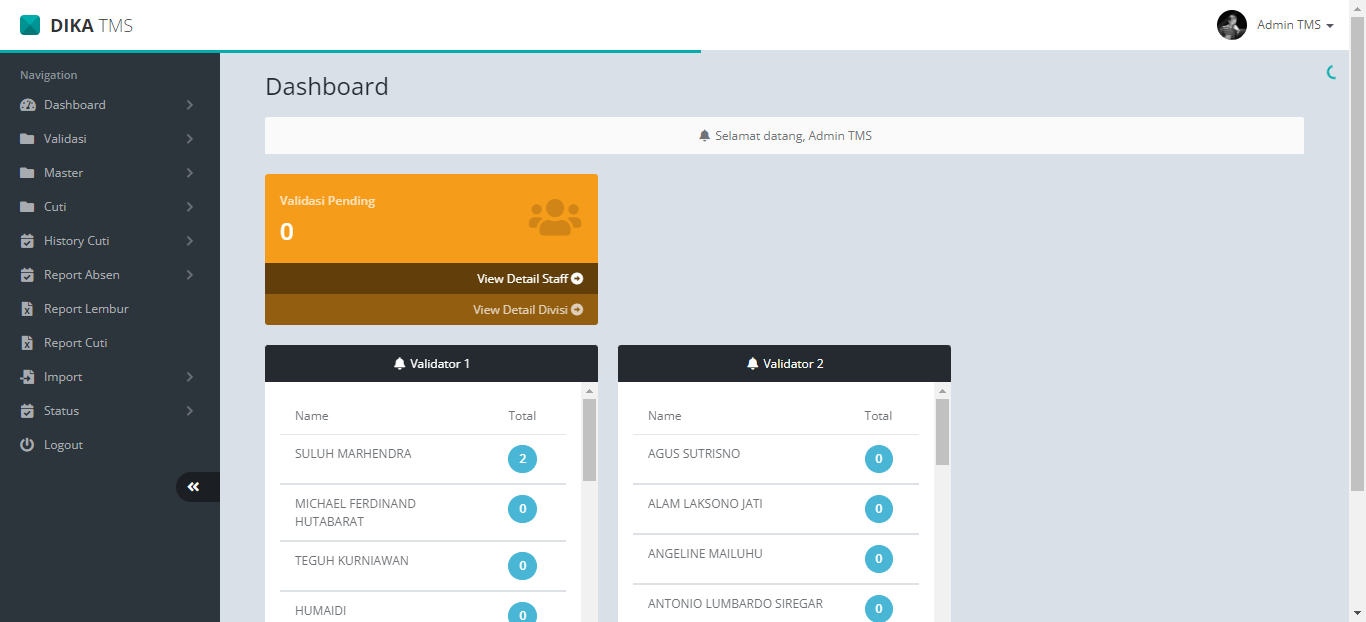 DIKA TMS
Admin TMS
Navigation
Dashboard
Validasi
Master
Cuti
History Cuti
Report Absen
Report Lembur
Report Cuti
Import
Status
Logout
Dashboard
Selamat datang, Admin TMS
Validasi Pending
0
View Detail Staff
View Detail Divisi
Validator 1
Name Total
SULUH MARHENDRA 2
MICHAEL FERDINAND 0
HUTABARAT
TEGUH KURNIAWAN 0
HUMAIDI 0
Validator 2
Name Total
AGUS SUTRISNO 0
ALAM LAKSONO JATI 0
ANGELINE MAILUHU 0
ANTONIO LUMBARDO SIREGAR 0